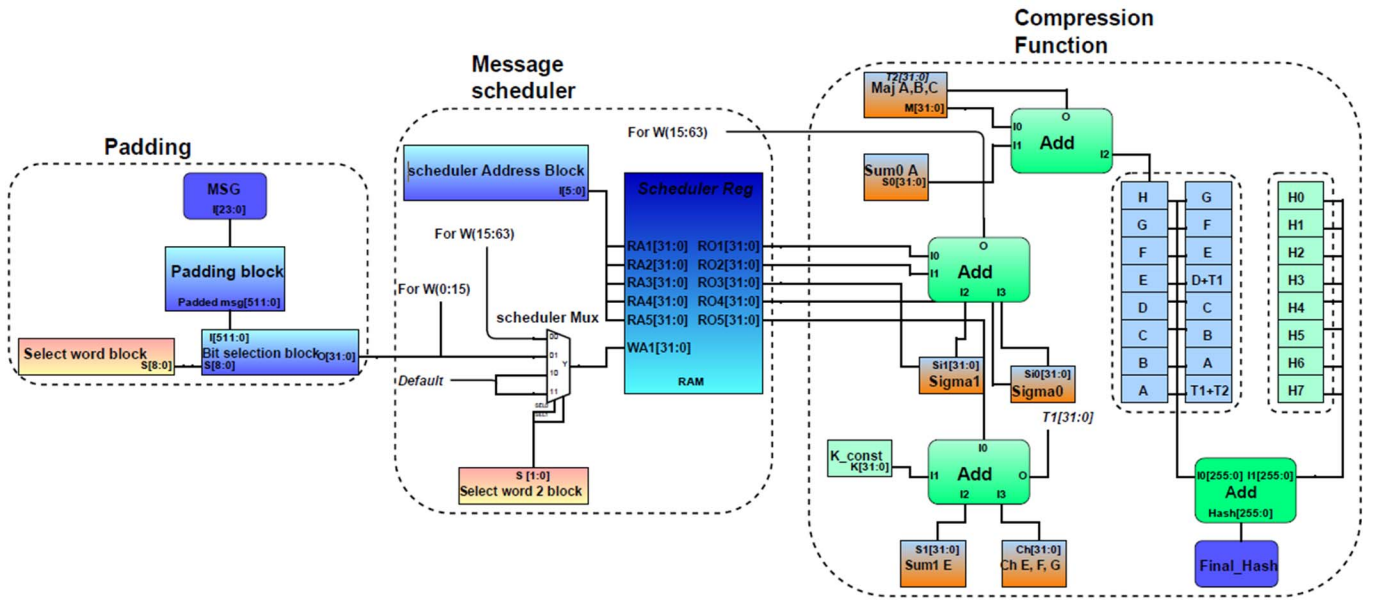 Padding
MSG
I[23:0]
Padding block
Padded msg[511:0]
Select word block
S[8:0]
I[511:0]
Bit selection block
S[8:0]
O[31:0]
Message
scheduler
scheduler Address Block
I[5:0]
For W(15:63)
For W(0:15)
scheduler Mux
00
01
10
11
Y
SEL0
SEL1
Default
S [1:0]
Select word 2 block
Scheduler Reg
RA1[31:0] RO1[31:0]
RA2[31:0] RO2[31:0]
RA3[31:0] RO3[31:0]
RA4[31:0] RO4[31:0]
RA5[31:0] RO5[31:0]
WA1[31:0]
RAM
Compression
Function
T2[31:0]
Maj A,B,C
M[31:0]
For W(15:63)
Sum0 A
S0[31:0]
O
I0
I1
Add
I2
O
I0
I1
Add
I2 I3
Si1[31:0]
Sigma1
Si0[31:0]
Sigma0
T1[31:0]
K_const
K[31:0]
I0
I1
Add
O
I2 I3
S1[31:0]
Sum1 E
Ch[31:0]
Ch E, F, G
H G
G F
F E
E D+T1
D C
C B
B A
A T1+T2
H0
H1
H2
H3
H4
H5
H6
H7
I0[255:0] I1[255:0]
Add
Hash[255:0]
Final_Hash